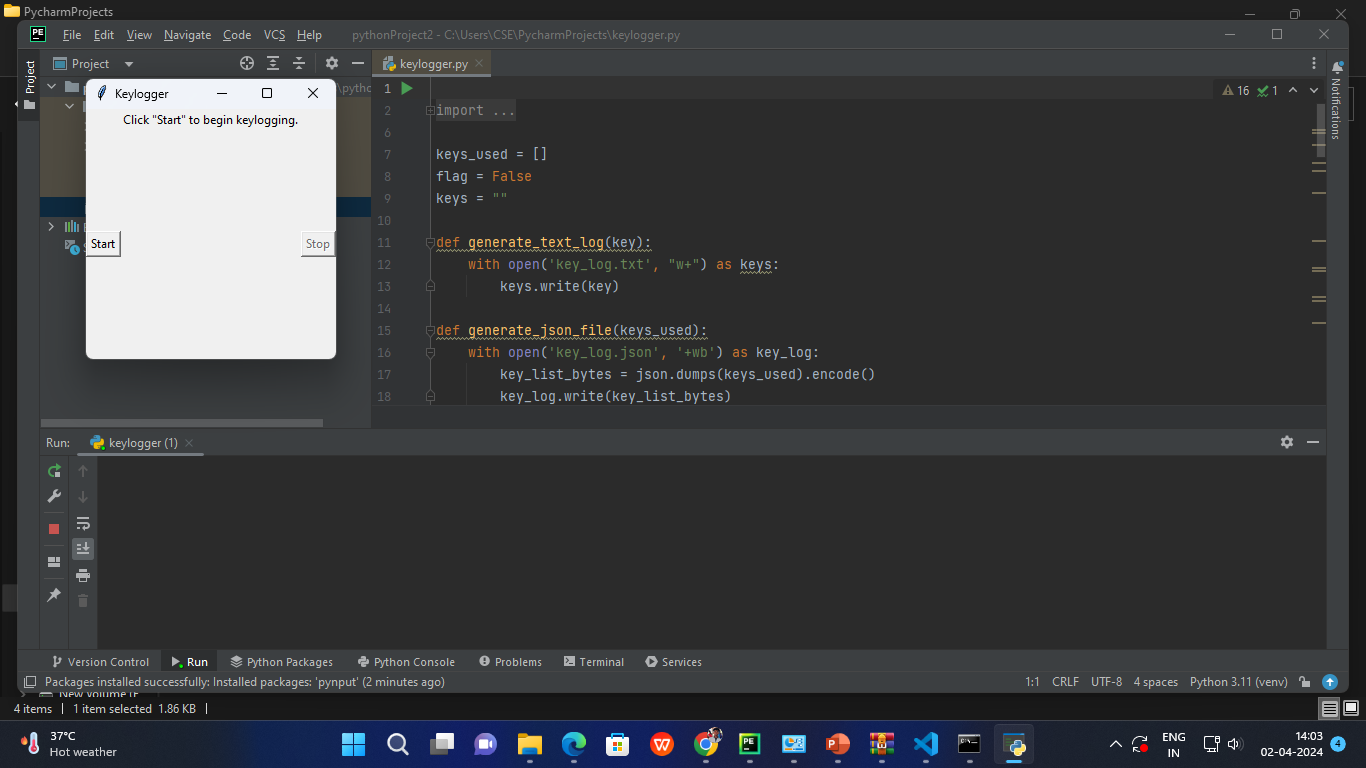 PycharmProjects
File Edit View Navigate Code VCS Help pythonProject2 - C:\Users\CSE\PycharmProjects\keylogger.py
Project
Project
keylogger.py
Notifications
Keylogger
Click "Start" to begin keylogging.
Start
Stop
16 1
1
2 import ...
6
7 keys_used = []
8 flag = False
9 keys = ""
10
11 def generate_text_log(key):
12 with open('key_log.txt', "w+") as keys:
13 keys.write(key)
14
15 def generate_json_file(keys_used):
16 with open('key_log.json', '+wb') as key_log:
17 key_list_bytes = json.dumps(keys_used).encode()
18 key_log.write(key_list_bytes)
Run: keylogger (1)
Version Control Run Python Packages Python Console Problems Terminal Services
Packages installed successfully: Installed packages: 'pynput' (2 minutes ago) 1:1 CRLF UTF-8 4 spaces Python 3.11 (venv)
New Volume (E
4 items 1 item selected 1.86 KB
37°C
Hot weather
ENG
IN
14:03
02-04-2024
4